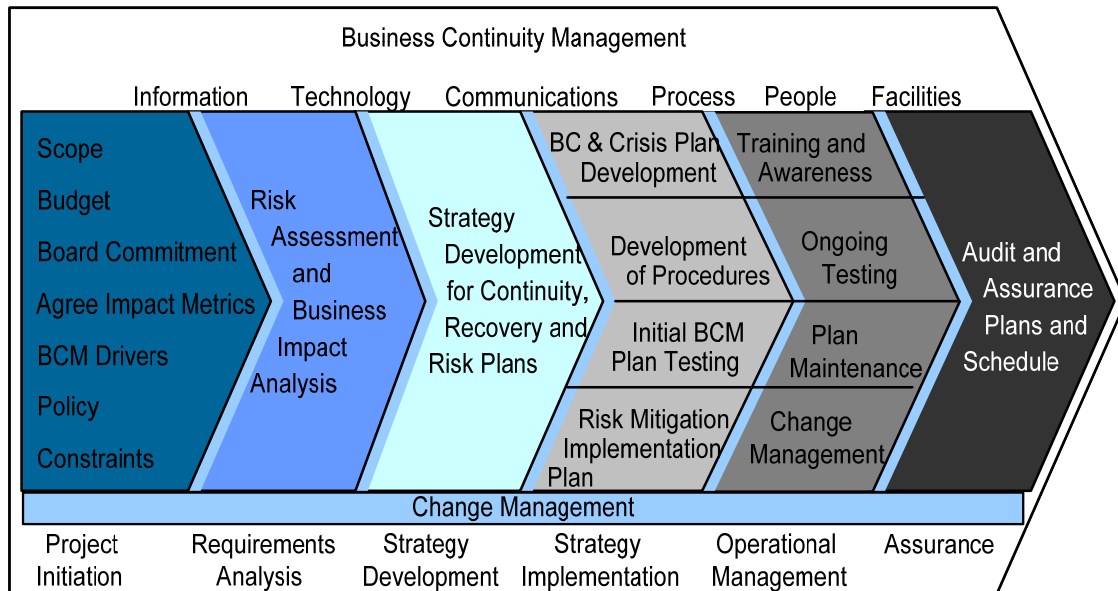 Business Continuity Management
Information Technology Communications Process People Facilities
Scope
Budget
Board Commitment
Agree Impact Metrics
BCM Drivers
Policy
Constraints
Risk
Assessment
and
Business
Impact
Analysis
Strategy
Development
for Continuity,
Recovery and
Risk Plans
BC & Crisis Plan
Development
Development
of Procedures
Initial BCM
Plan Testing
Risk Mitigation
Implementation
Plan
Training and
Awareness
Ongoing
Testing
Plan
Maintenance
Change
Management
Audit and
Assurance
Plans and
Schedule
Change Management
Project
Initiation
Requirements
Analysis
Strategy
Development
Strategy
Implementation
Operational
Management
Assurance